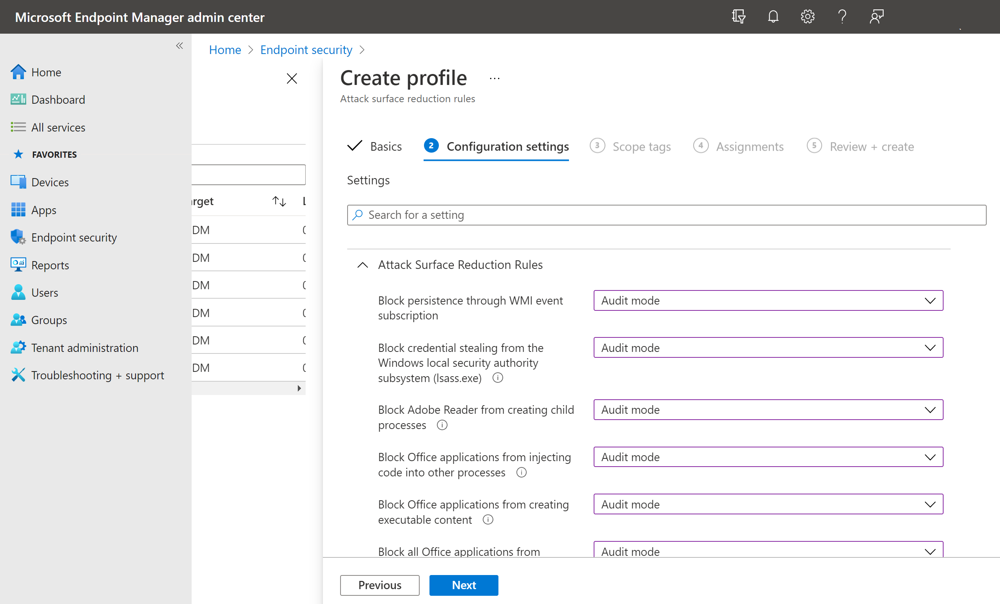 Microsoft Endpoint Manager admin center
Home
Dashboard
All services
FAVORITES
Devices
Apps
Endpoint security
Reports
Users
Groups
Tenant administration
Troubleshooting + support
Home > Endpoint security >
DM
DM
DM
DM
DM
DM
Create profile ...
Attack surface reduction rules
Basics
2 Configuration settings
3 Scope tags
4 Assignments
5 Review + create
Settings
Search for a setting
Attack Surface Reduction Rules
Block persistence through WMI event
subscription
Audit mode
Block credential stealing from the
Windows local security authority
subsystem (lsass.exe)
Audit mode
Block Adobe Reader from creating child
processes
Audit mode
Block Office applications from injecting
code into other processes
Audit mode
Block Office applications from creating
executable content
Audit mode
Block all Office applications from
Audit mode
Previous
Next